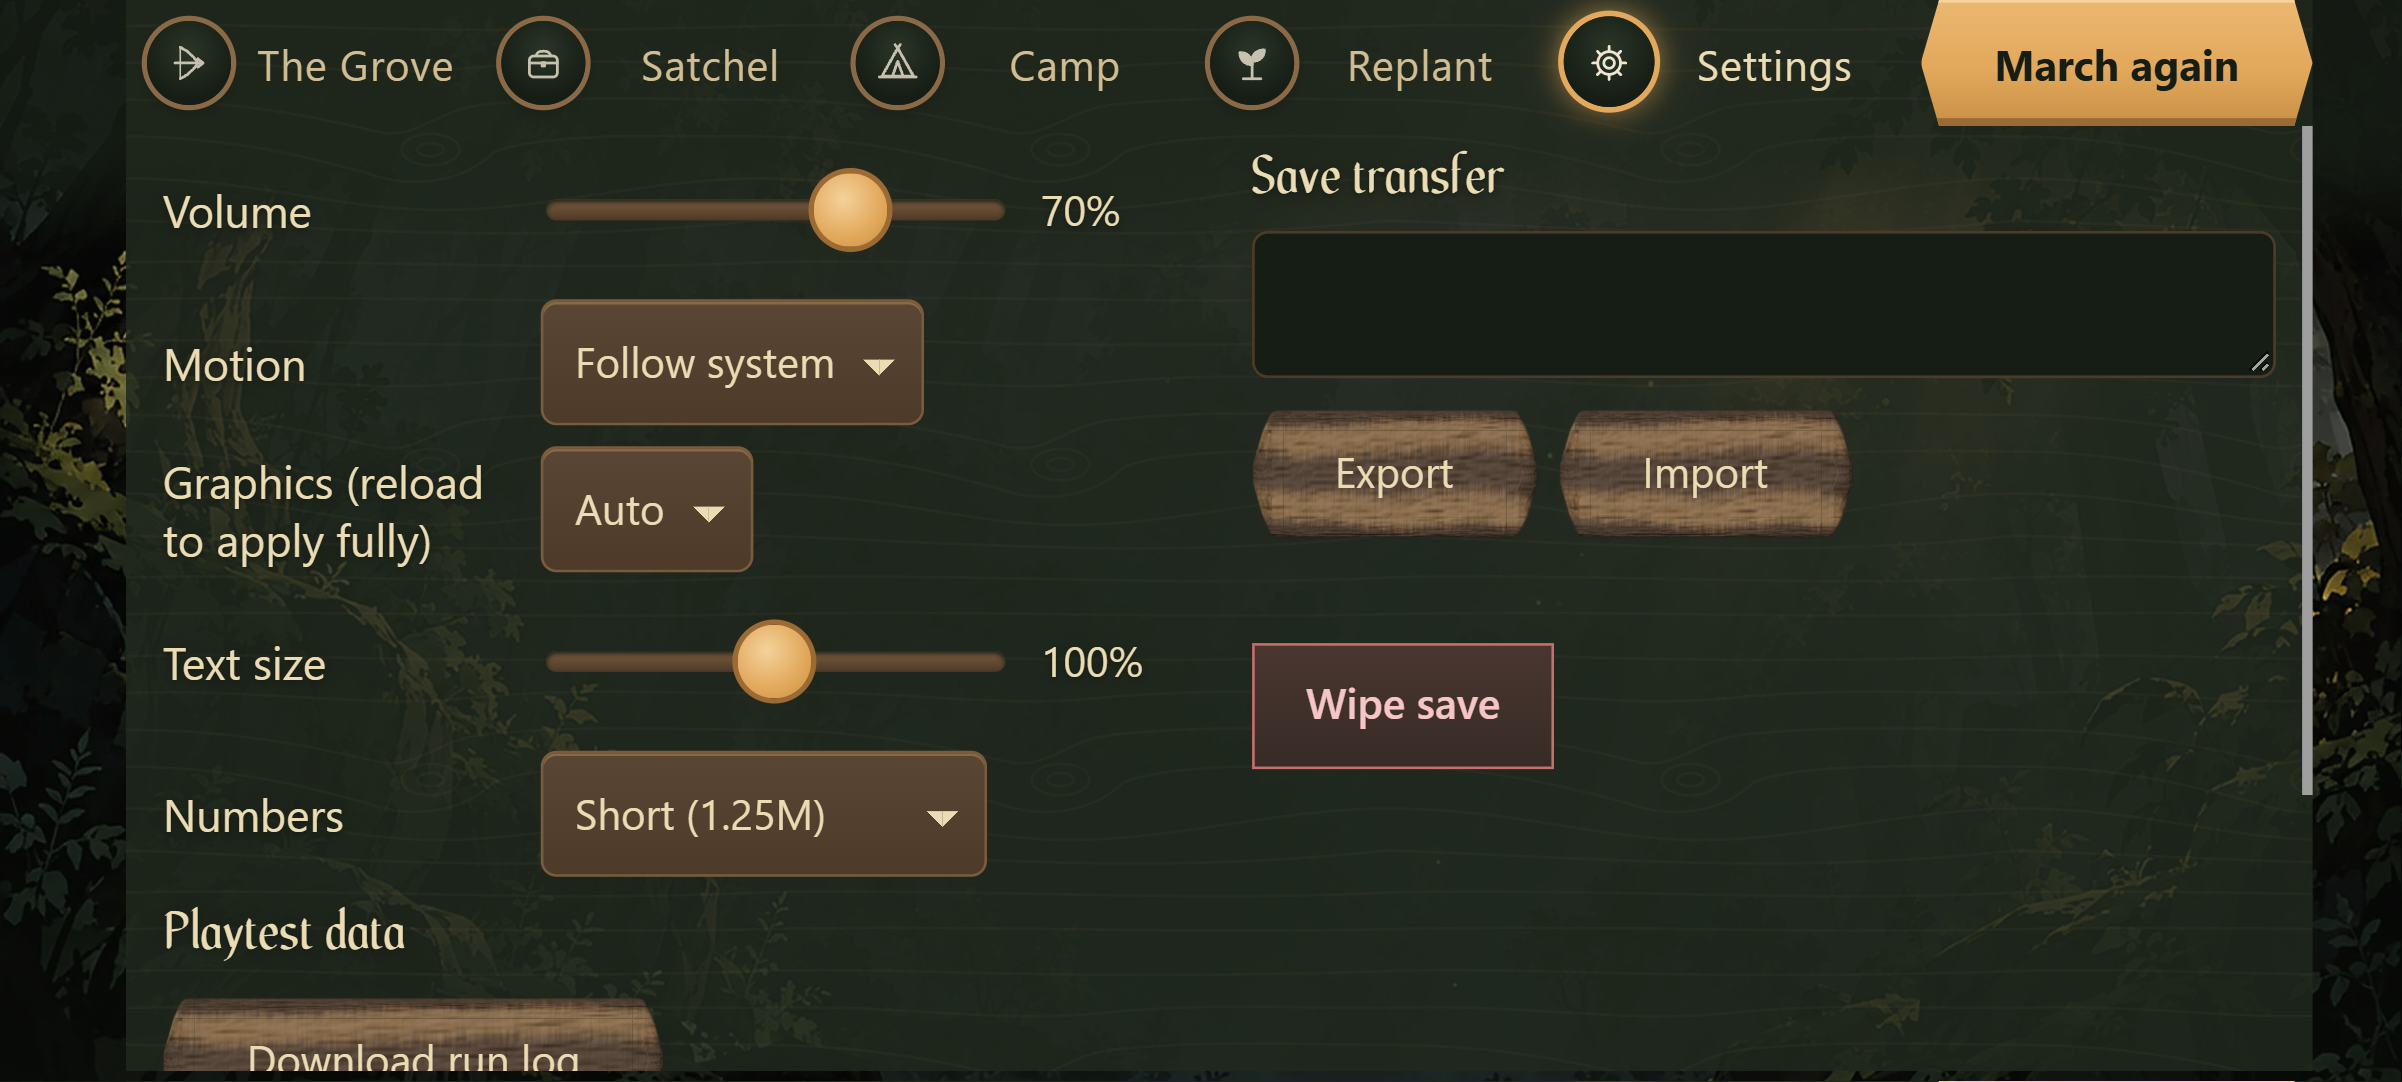 The Grove
Satchel
Camp
Replant
Settings
March again
Volume
70%
Motion
Follow system
Graphics (reload
to apply fully)
Auto
Text size
100%
Numbers
Short (1.25M)
Playtest data
Download run log
Save transfer
Export
Import
Wipe save